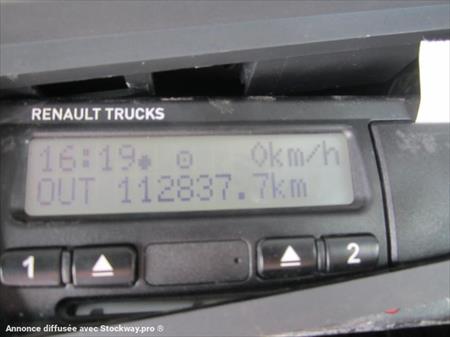 RENAULT TRUCKS
16:19 0km/h
OUT 112837.7km
1 2
Annonce diffusée avec Stockway.pro ®